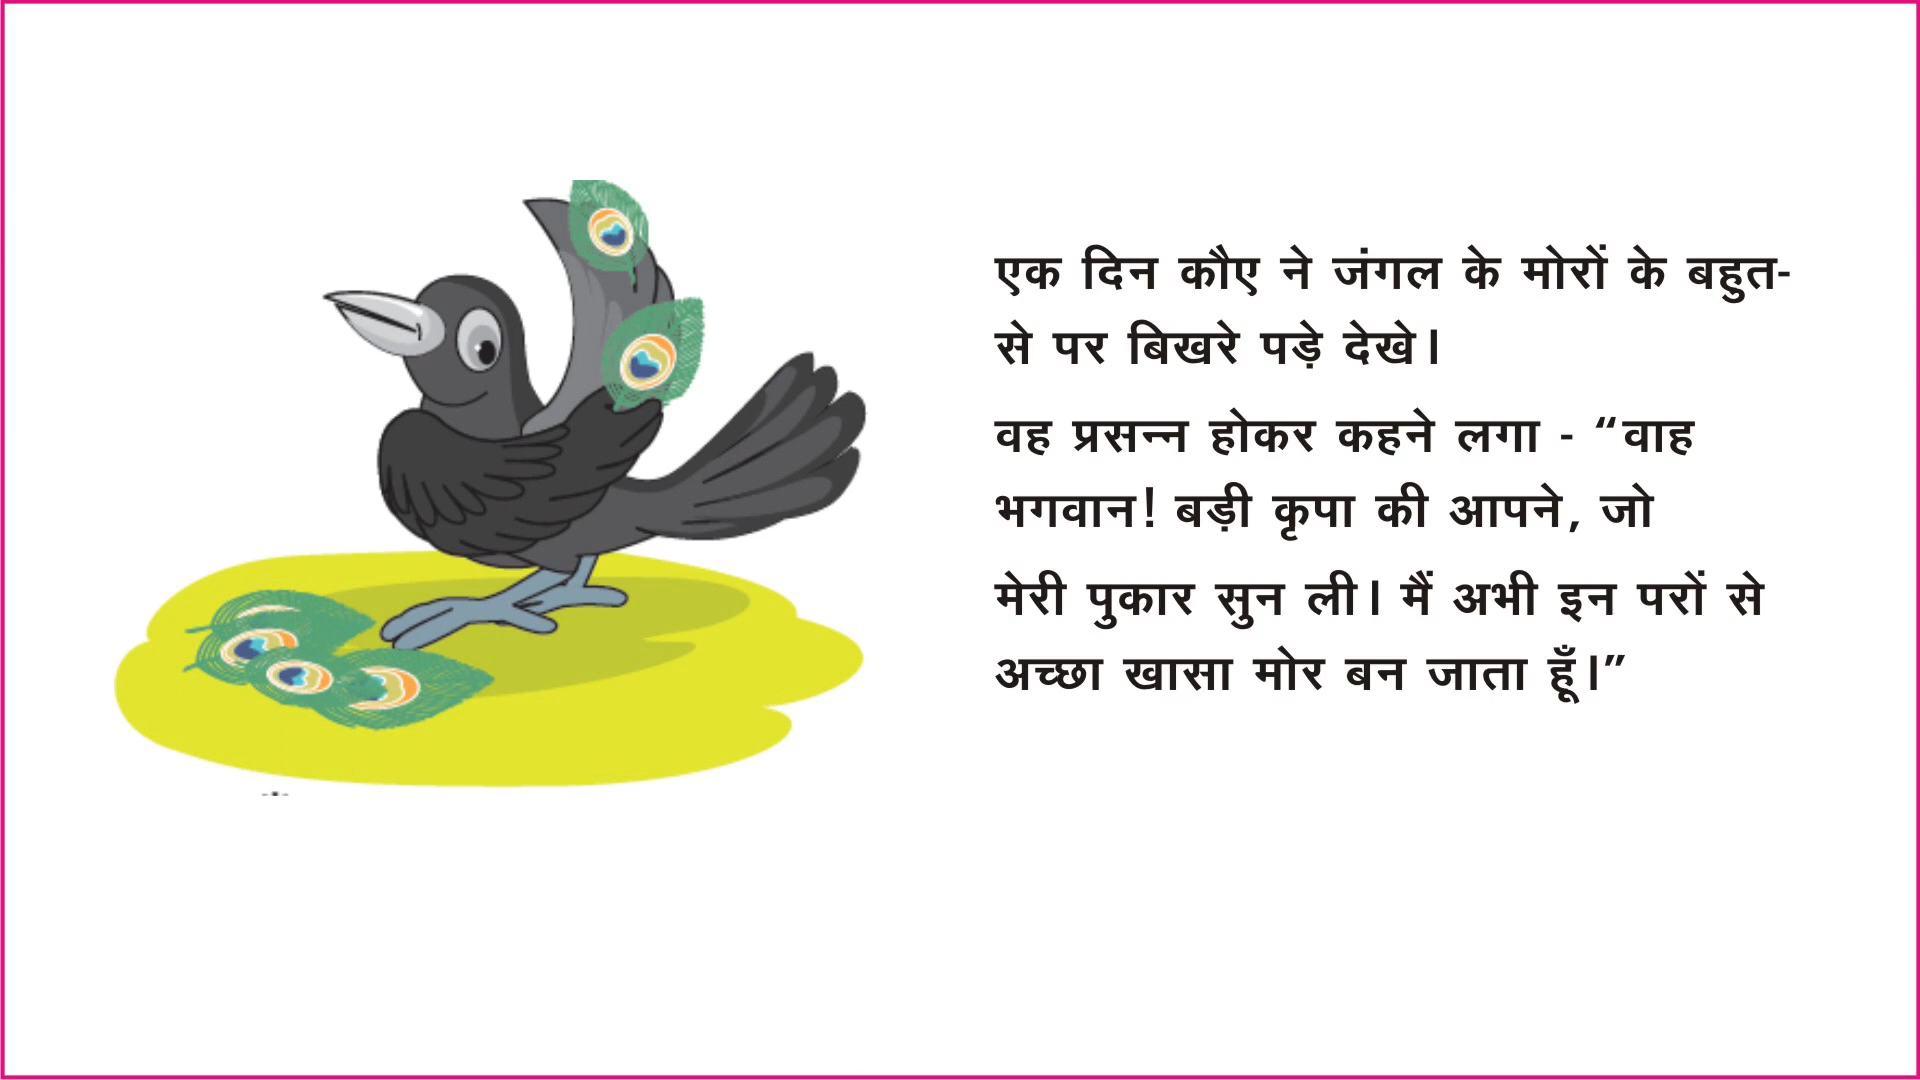 एक दिन कौए ने जंगल के मोरों के बहुत-
से पर बिखरे पड़े देखे।
वह प्रसन्न होकर कहने लगा - “वाह
भगवान! बड़ी कृपा की आपने, जो
मेरी पुकार सुन ली। मैं अभी इन परों से
अच्छा खासा मोर बन जाता हूँ।”